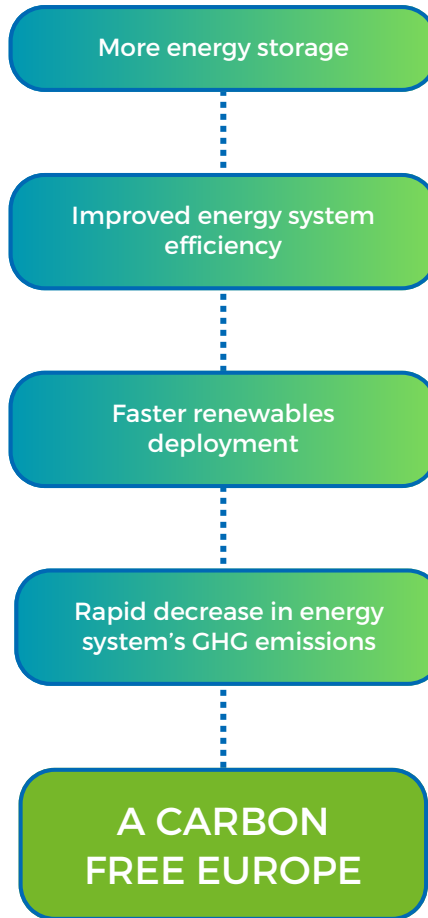 More energy storage
Improved energy system
efficiency
Faster renewables
deployment
Rapid decrease in energy
system’s GHG emissions
A CARBON
FREE EUROPE